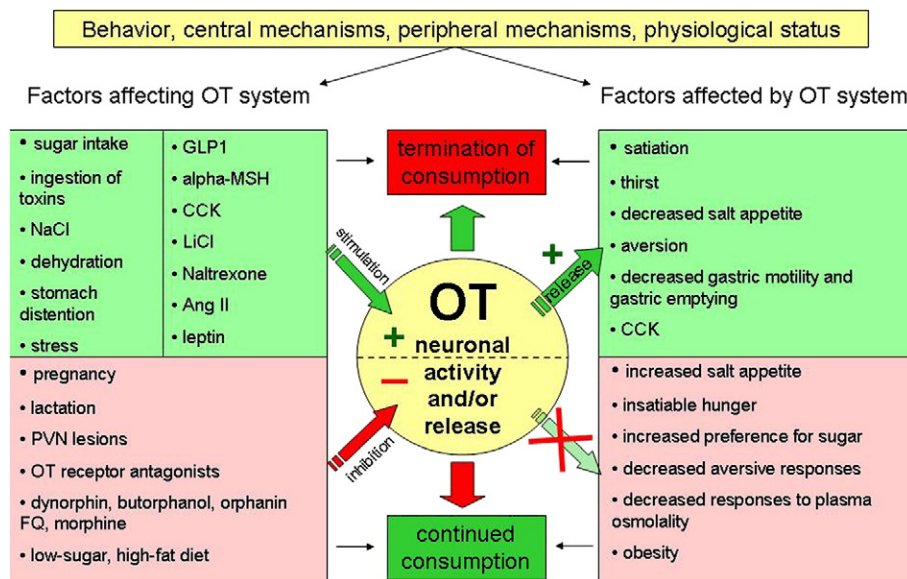 Behavior, central mechanisms, peripheral mechanisms, physiological status
Factors affecting OT system
Factors affected by OT system
• sugar intake
• ingestion of
toxins
• NaCl
• dehydration
• stomach
distention
• stress
• GLP1
• alpha-MSH
• CCK
• LiCl
• Naltrexone
• Ang II
• leptin
• pregnancy
• lactation
• PVN lesions
• OT receptor antagonists
• dynorphin, butorphanol, orphanin
FQ, morphine
• low-sugar, high-fat diet
termination of
consumption
stimulation
+
OT
neuronal
activity
and/or
release
−
inhibition
+
release
continued
consumption
• satiation
• thirst
• decreased salt appetite
• aversion
• decreased gastric motility and
gastric emptying
• CCK
• increased salt appetite
• insatiable hunger
• increased preference for sugar
• decreased aversive responses
• decreased responses to plasma
osmolality
• obesity